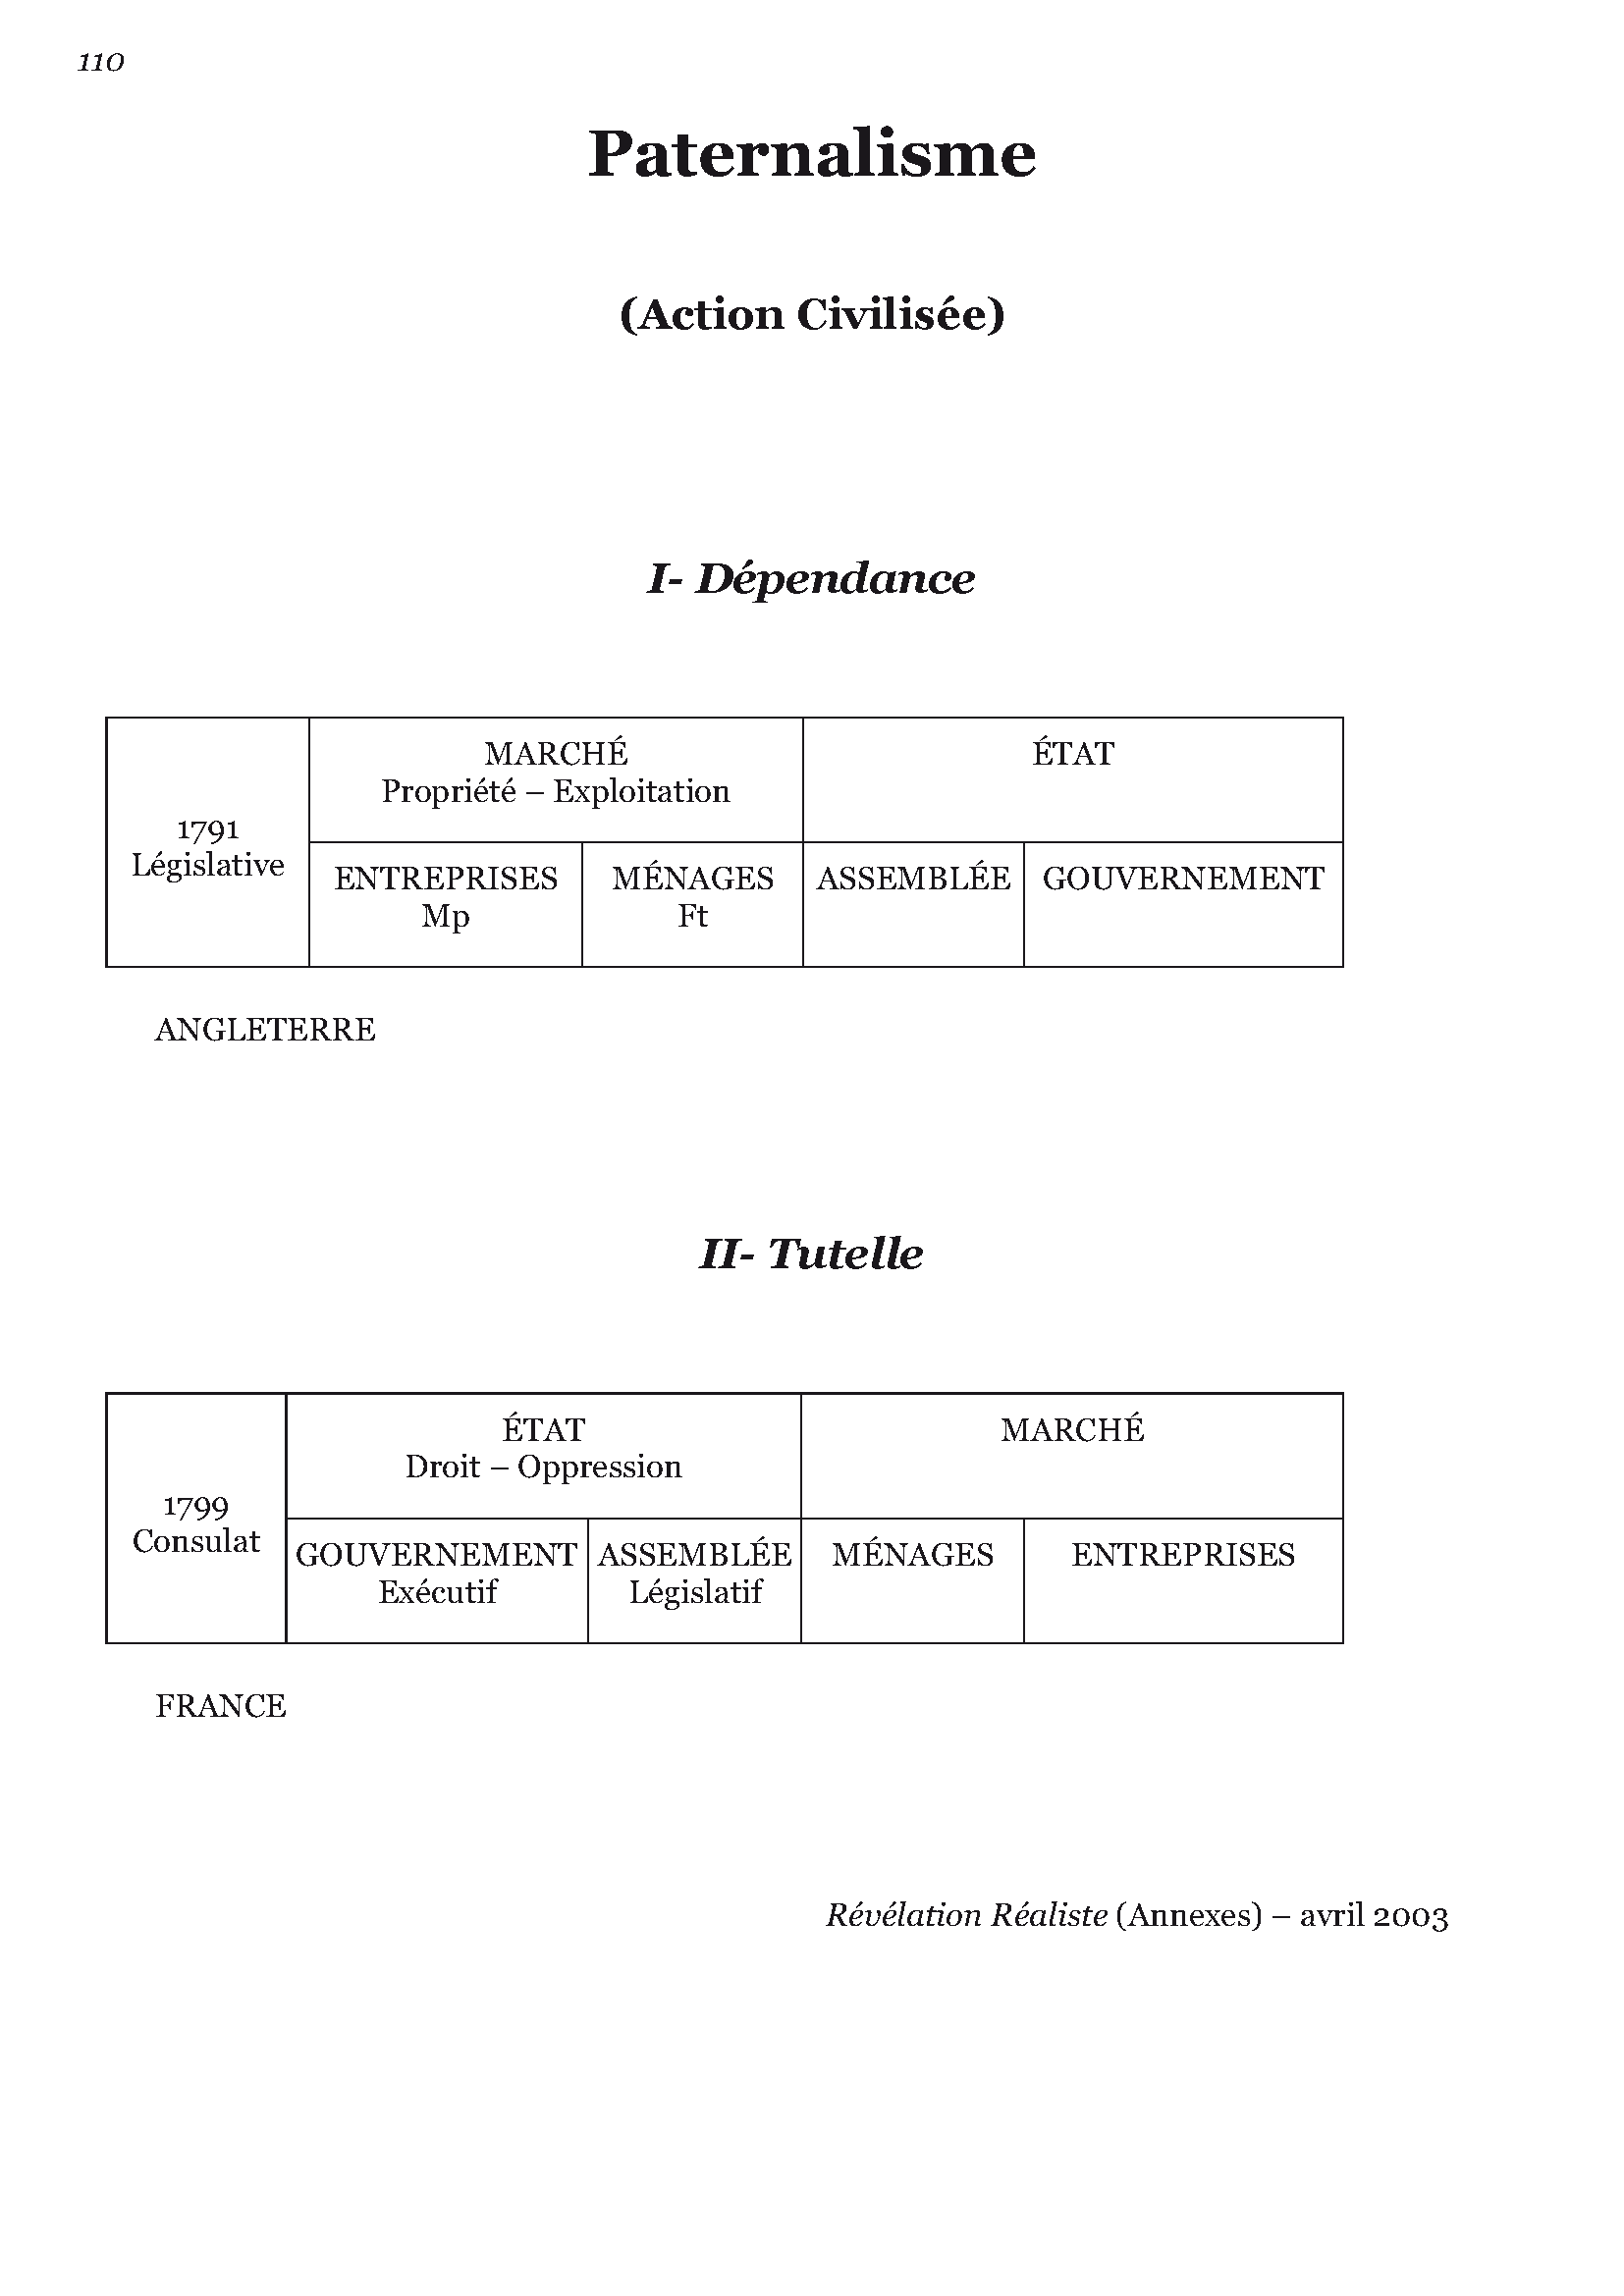 110
Paternalisme
(Action Civilisée)
I- Dépendance
MARCHÉ
Propriété – Exploitation
ÉTAT
1791
Législative
ENTREPRISES
Mp
MÉNAGES
Ft
ASSEMBLÉE
GOUVERNEMENT
ANGLETERRE
II- Tutelle
ÉTAT
Droit – Oppression
MARCHÉ
1799
Consulat
GOUVERNEMENT
Exécutif
ASSEMBLÉE
Législatif
MÉNAGES
ENTREPRISES
FRANCE
Révélation Réaliste (Annexes) – avril 2003